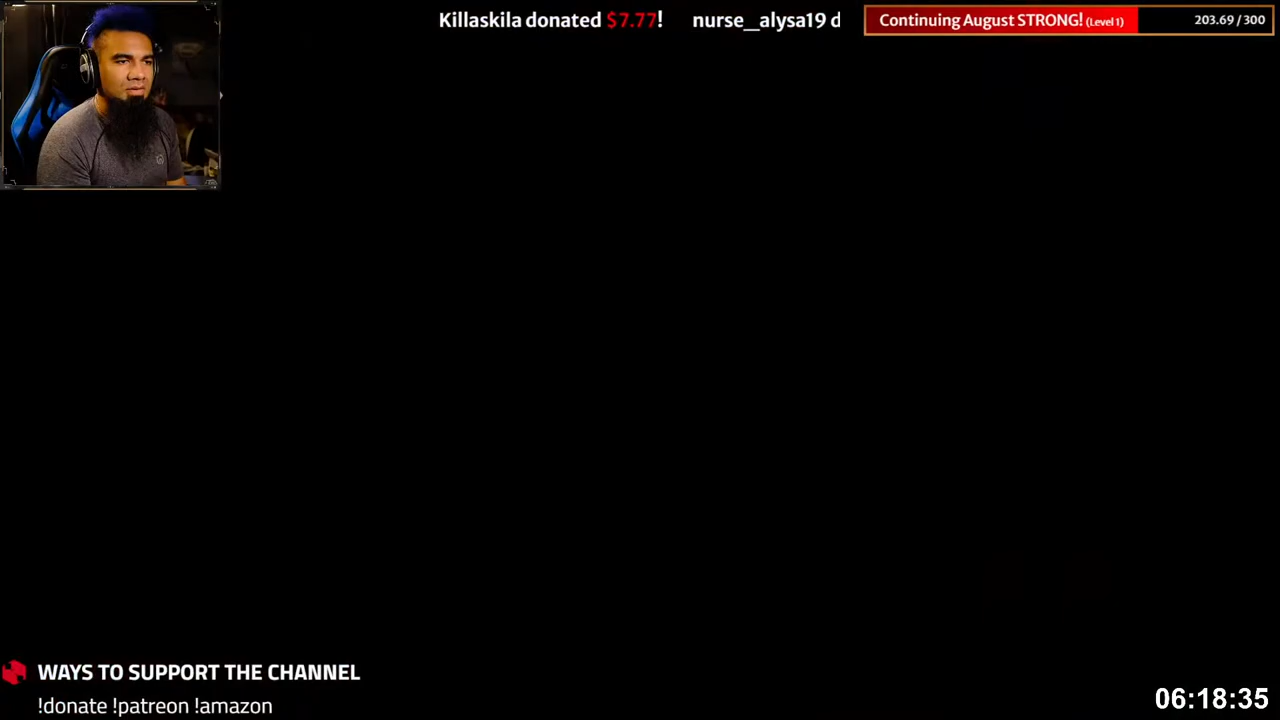 Killaskila donated $7.77! nurse_alysa19 d
Continuing August STRONG! (Level 1) 203.69 / 300
WAYS TO SUPPORT THE CHANNEL
!donate !patreon !amazon
06:18:35